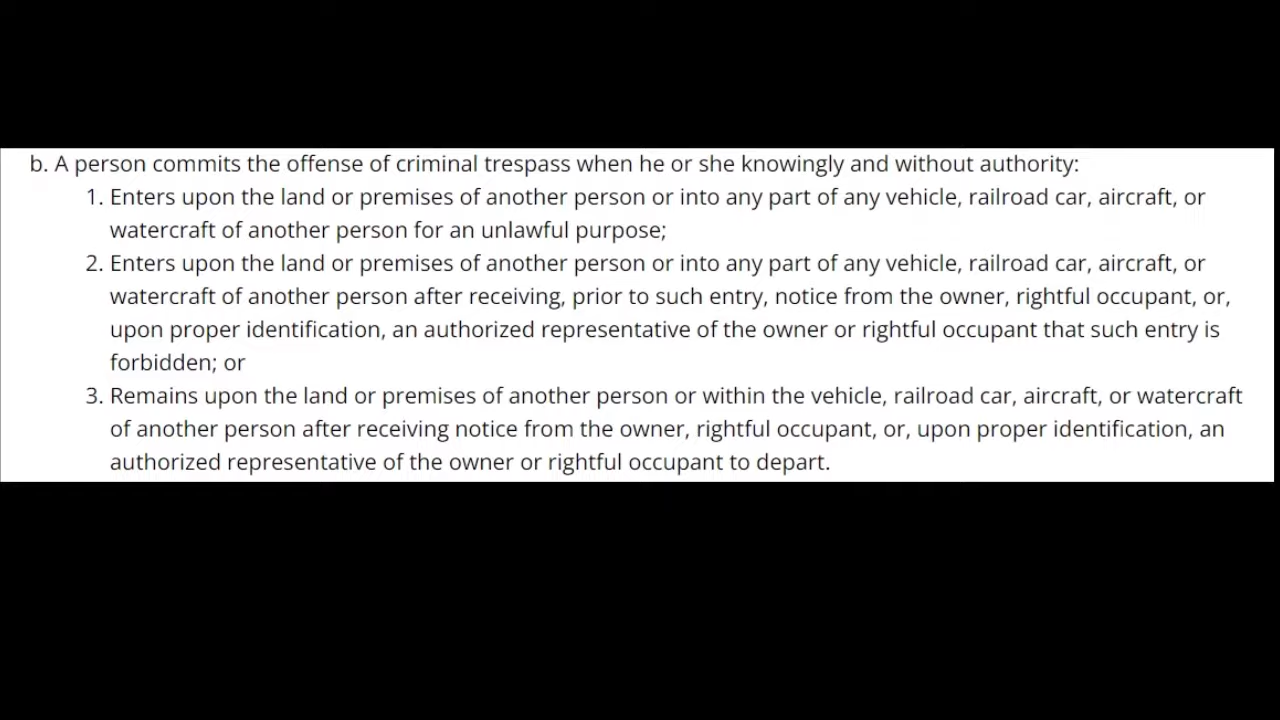 b. A person commits the offense of criminal trespass when he or she knowingly and without authority:
1. Enters upon the land or premises of another person or into any part of any vehicle, railroad car, aircraft, or
watercraft of another person for an unlawful purpose;
2. Enters upon the land or premises of another person or into any part of any vehicle, railroad car, aircraft, or
watercraft of another person after receiving, prior to such entry, notice from the owner, rightful occupant, or,
upon proper identification, an authorized representative of the owner or rightful occupant that such entry is
forbidden; or
3. Remains upon the land or premises of another person or within the vehicle, railroad car, aircraft, or watercraft
of another person after receiving notice from the owner, rightful occupant, or, upon proper identification, an
authorized representative of the owner or rightful occupant to depart.